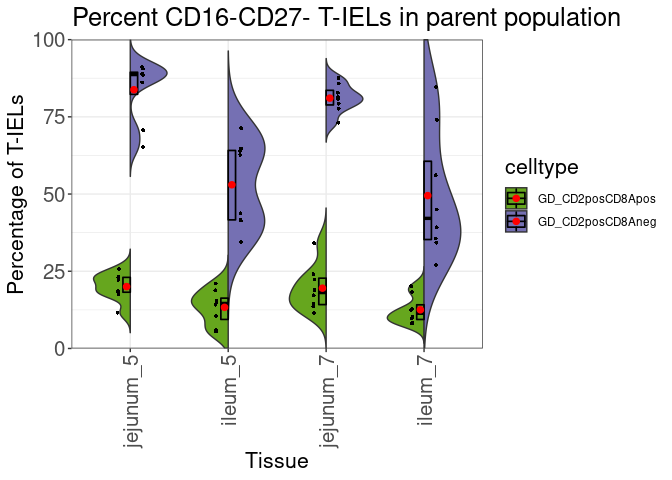 Percent CD16-CD27- T-IELs in parent population
Percentage of T-IELs
100
75
50
25
0
jejunum_5
ileum_5
jejunum_7
ileum_7
Tissue
celltype
GD_CD2posCD8Apos
GD_CD2posCD8Aneg